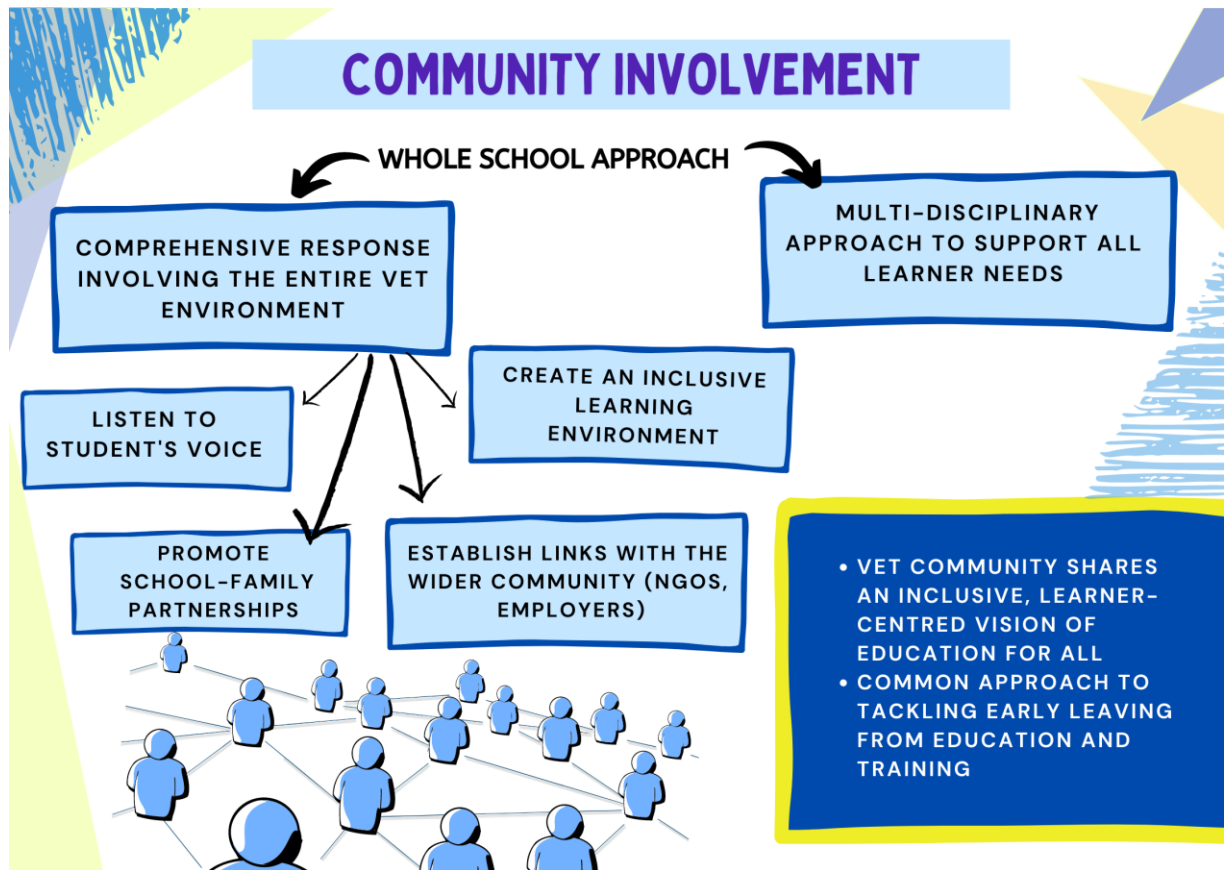 COMMUNITY INVOLVEMENT
WHOLE SCHOOL APPROACH
COMPREHENSIVE RESPONSE
INVOLVING THE ENTIRE VET
ENVIRONMENT
MULTI-DISCIPLINARY
APPROACH TO SUPPORT ALL
LEARNER NEEDS
LISTEN TO
STUDENT'S VOICE
CREATE AN INCLUSIVE
LEARNING
ENVIRONMENT
PROMOTE
SCHOOL-FAMILY
PARTNERSHIPS
ESTABLISH LINKS WITH THE
WIDER COMMUNITY (NGOS,
EMPLOYERS)
• VET COMMUNITY SHARES
AN INCLUSIVE, LEARNER-
CENTRED VISION OF
EDUCATION FOR ALL
• COMMON APPROACH TO
TACKLING EARLY LEAVING
FROM EDUCATION AND
TRAINING